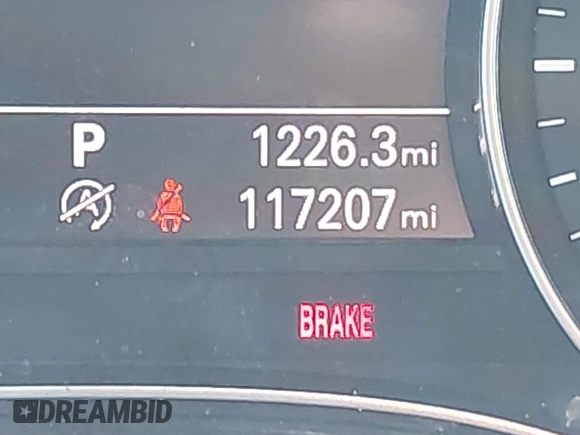 P 1226.3mi
A 117207mi
BRAKE
DREAMBID